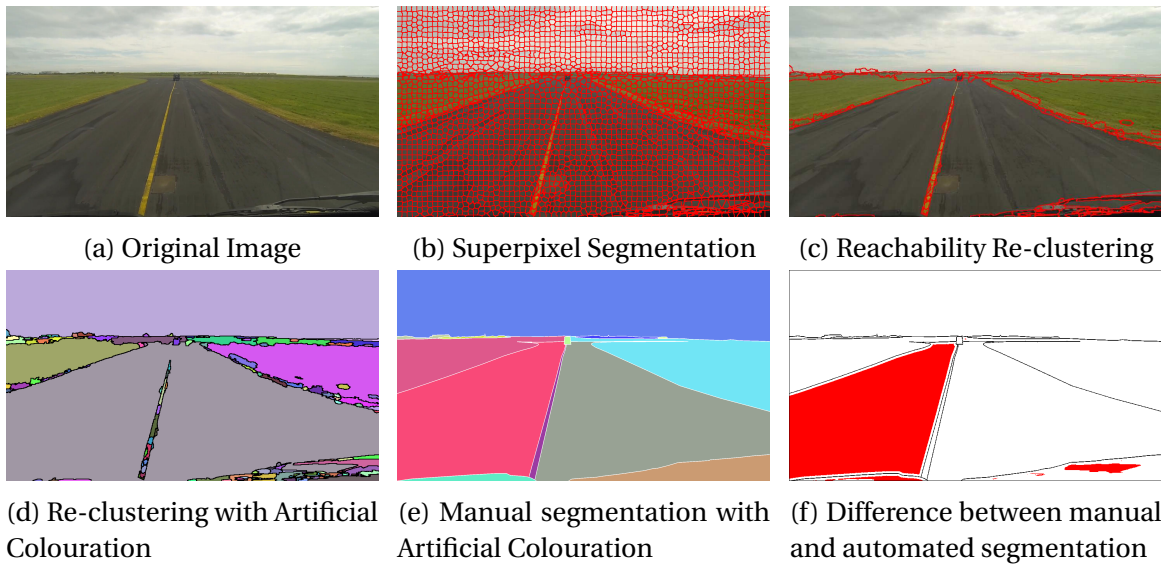 (a) Original Image
(b) Superpixel Segmentation
(c) Reachability Re-clustering
(d) Re-clustering with Artificial
Colouration
(e) Manual segmentation with
Artificial Colouration
(f) Difference between manual
and automated segmentation